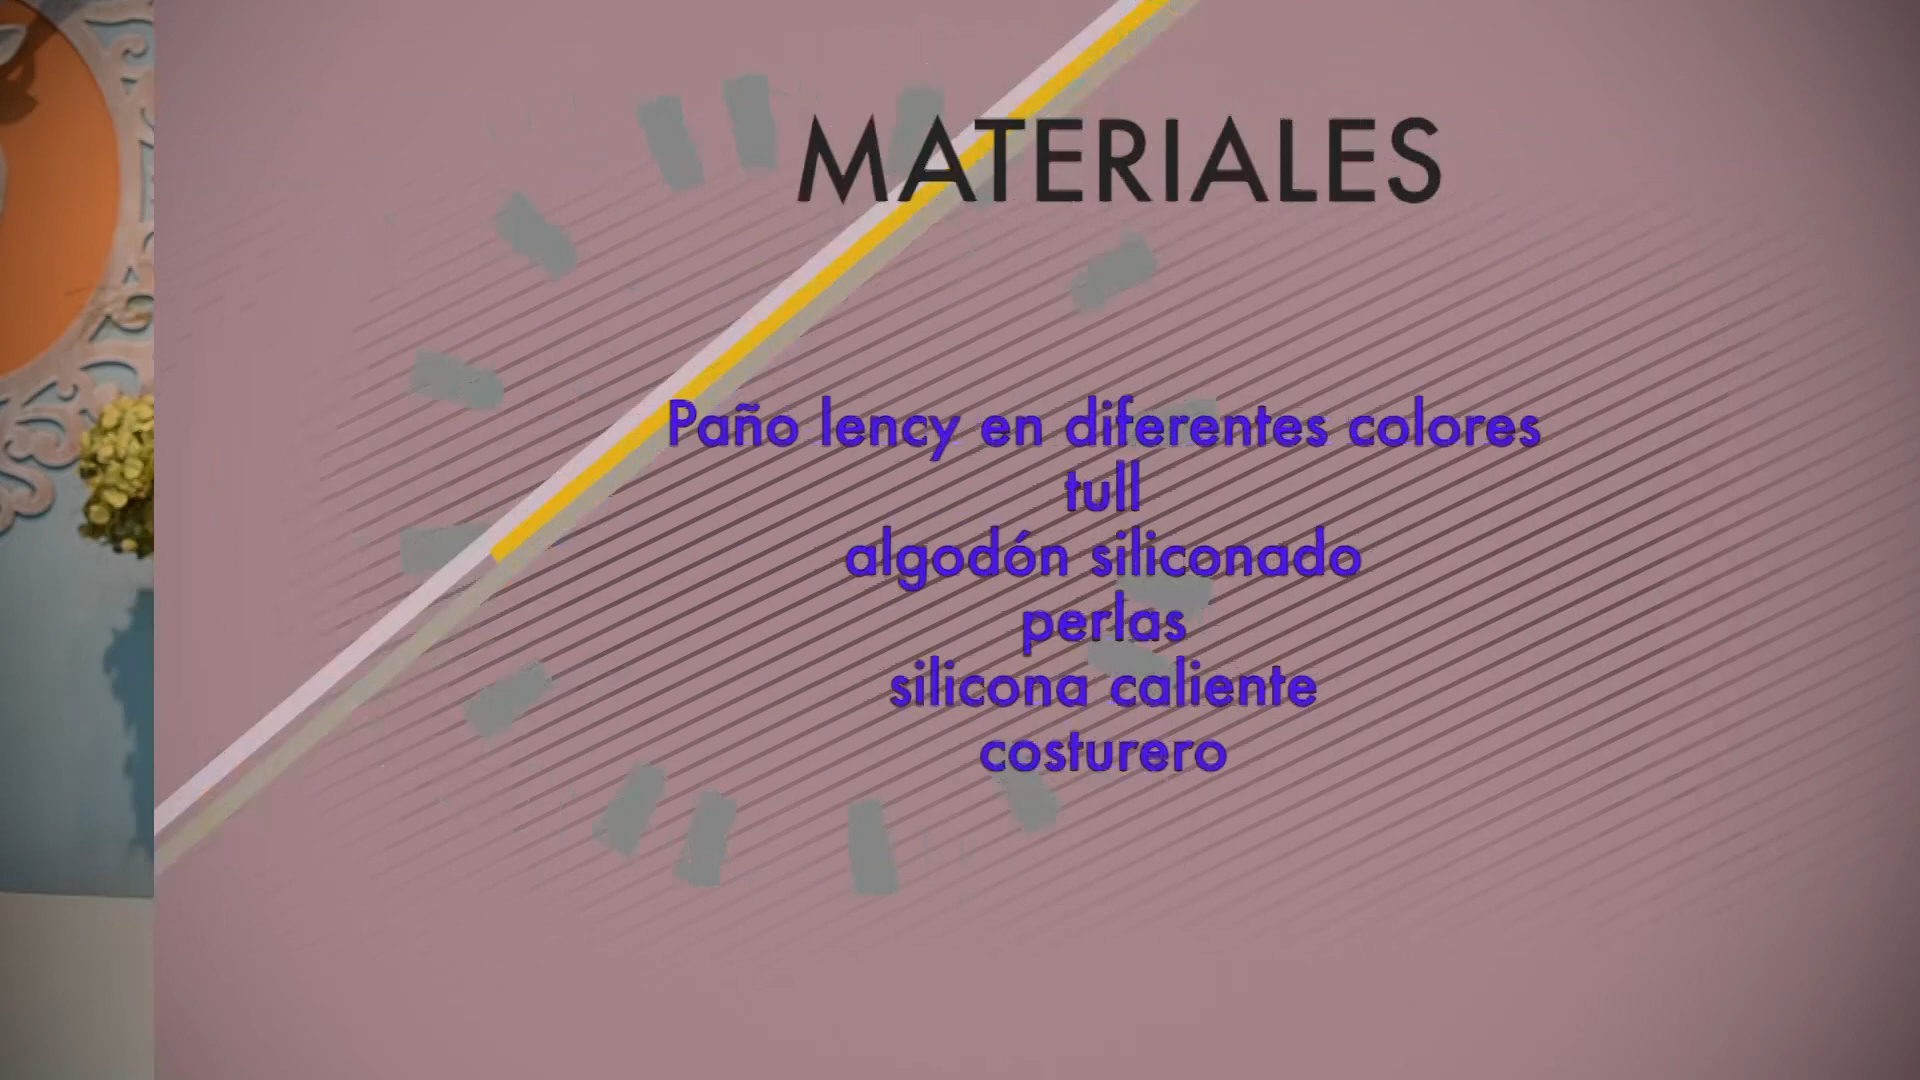 MATERIALES
Paño lency en diferentes colores
tull
algodón siliconado
perlas
silicona caliente
costurero